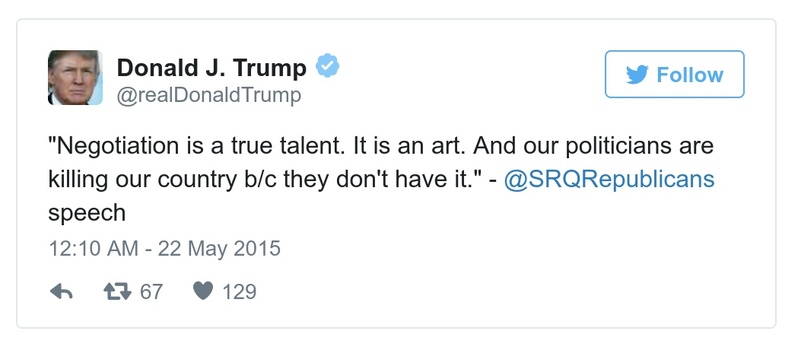 Donald J. Trump
@realDonaldTrump
Follow
"Negotiation is a true talent. It is an art. And our politicians are
killing our country b/c they don't have it." - @SRQRepublicans
speech
12:10 AM - 22 May 2015
67 129